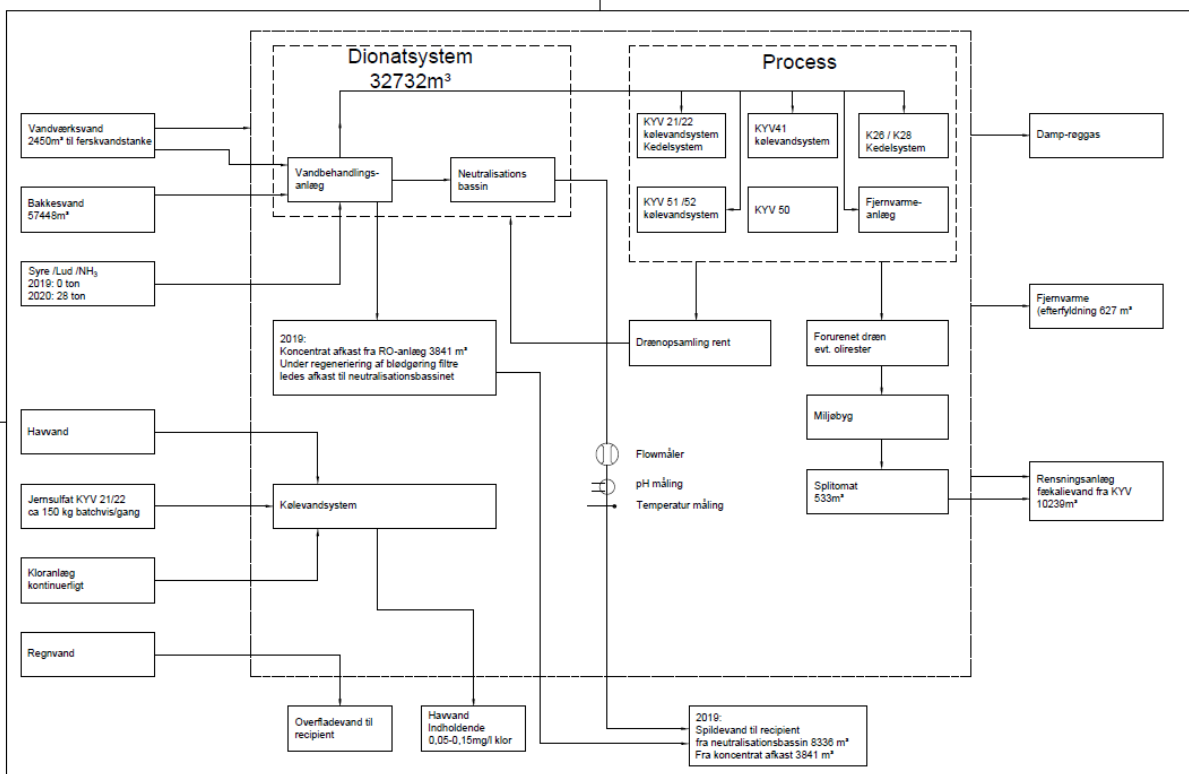 Dionatsystem
32732m³
Process
Vandværksvand
2450m³ til ferskvandstanke
Bakkesvand
57448m³
Syre /Lud /NH₃
2019: 0 ton
2020: 28 ton
Vandbehandlings-
anlæg
Neutralisations
bassin
KYV 21/22
kølevandsystem
Kedelsystem
KYV41
kølevandsystem
K26 / K28
Kedelsystem
KYV 51 /52
kølevandsystem
KYV 50
Fjernvarme-
anlæg
Damp-røggas
Fjernvarme
(efterfyldning 627 m³
2019:
Koncentrat afkast fra RO-anlæg 3841 m³
Under regeneriering af blødgøring filtre
ledes afkast til neutralisationsbassinet
Drænopsamling rent
Forurenet dræn
evt. olirester
Miljøbyg
Splitomat
533m³
Rensningsanlæg
fækalievand fra KYV
10239m³
Havvand
Jernsulfat KYV 21/22
ca 150 kg batchvis/gang
Kølevandsystem
Kloranlæg
kontinuerligt
Flowmåler
pH måling
Temperatur måling
Regnvand
Overfladevand til
recipient
Havvand
Indholdende
0,05-0,15mg/l klor
2019:
Spildevand til recipient
fra neutralisationsbassin 8336 m³
Fra koncentrat afkast 3841 m³